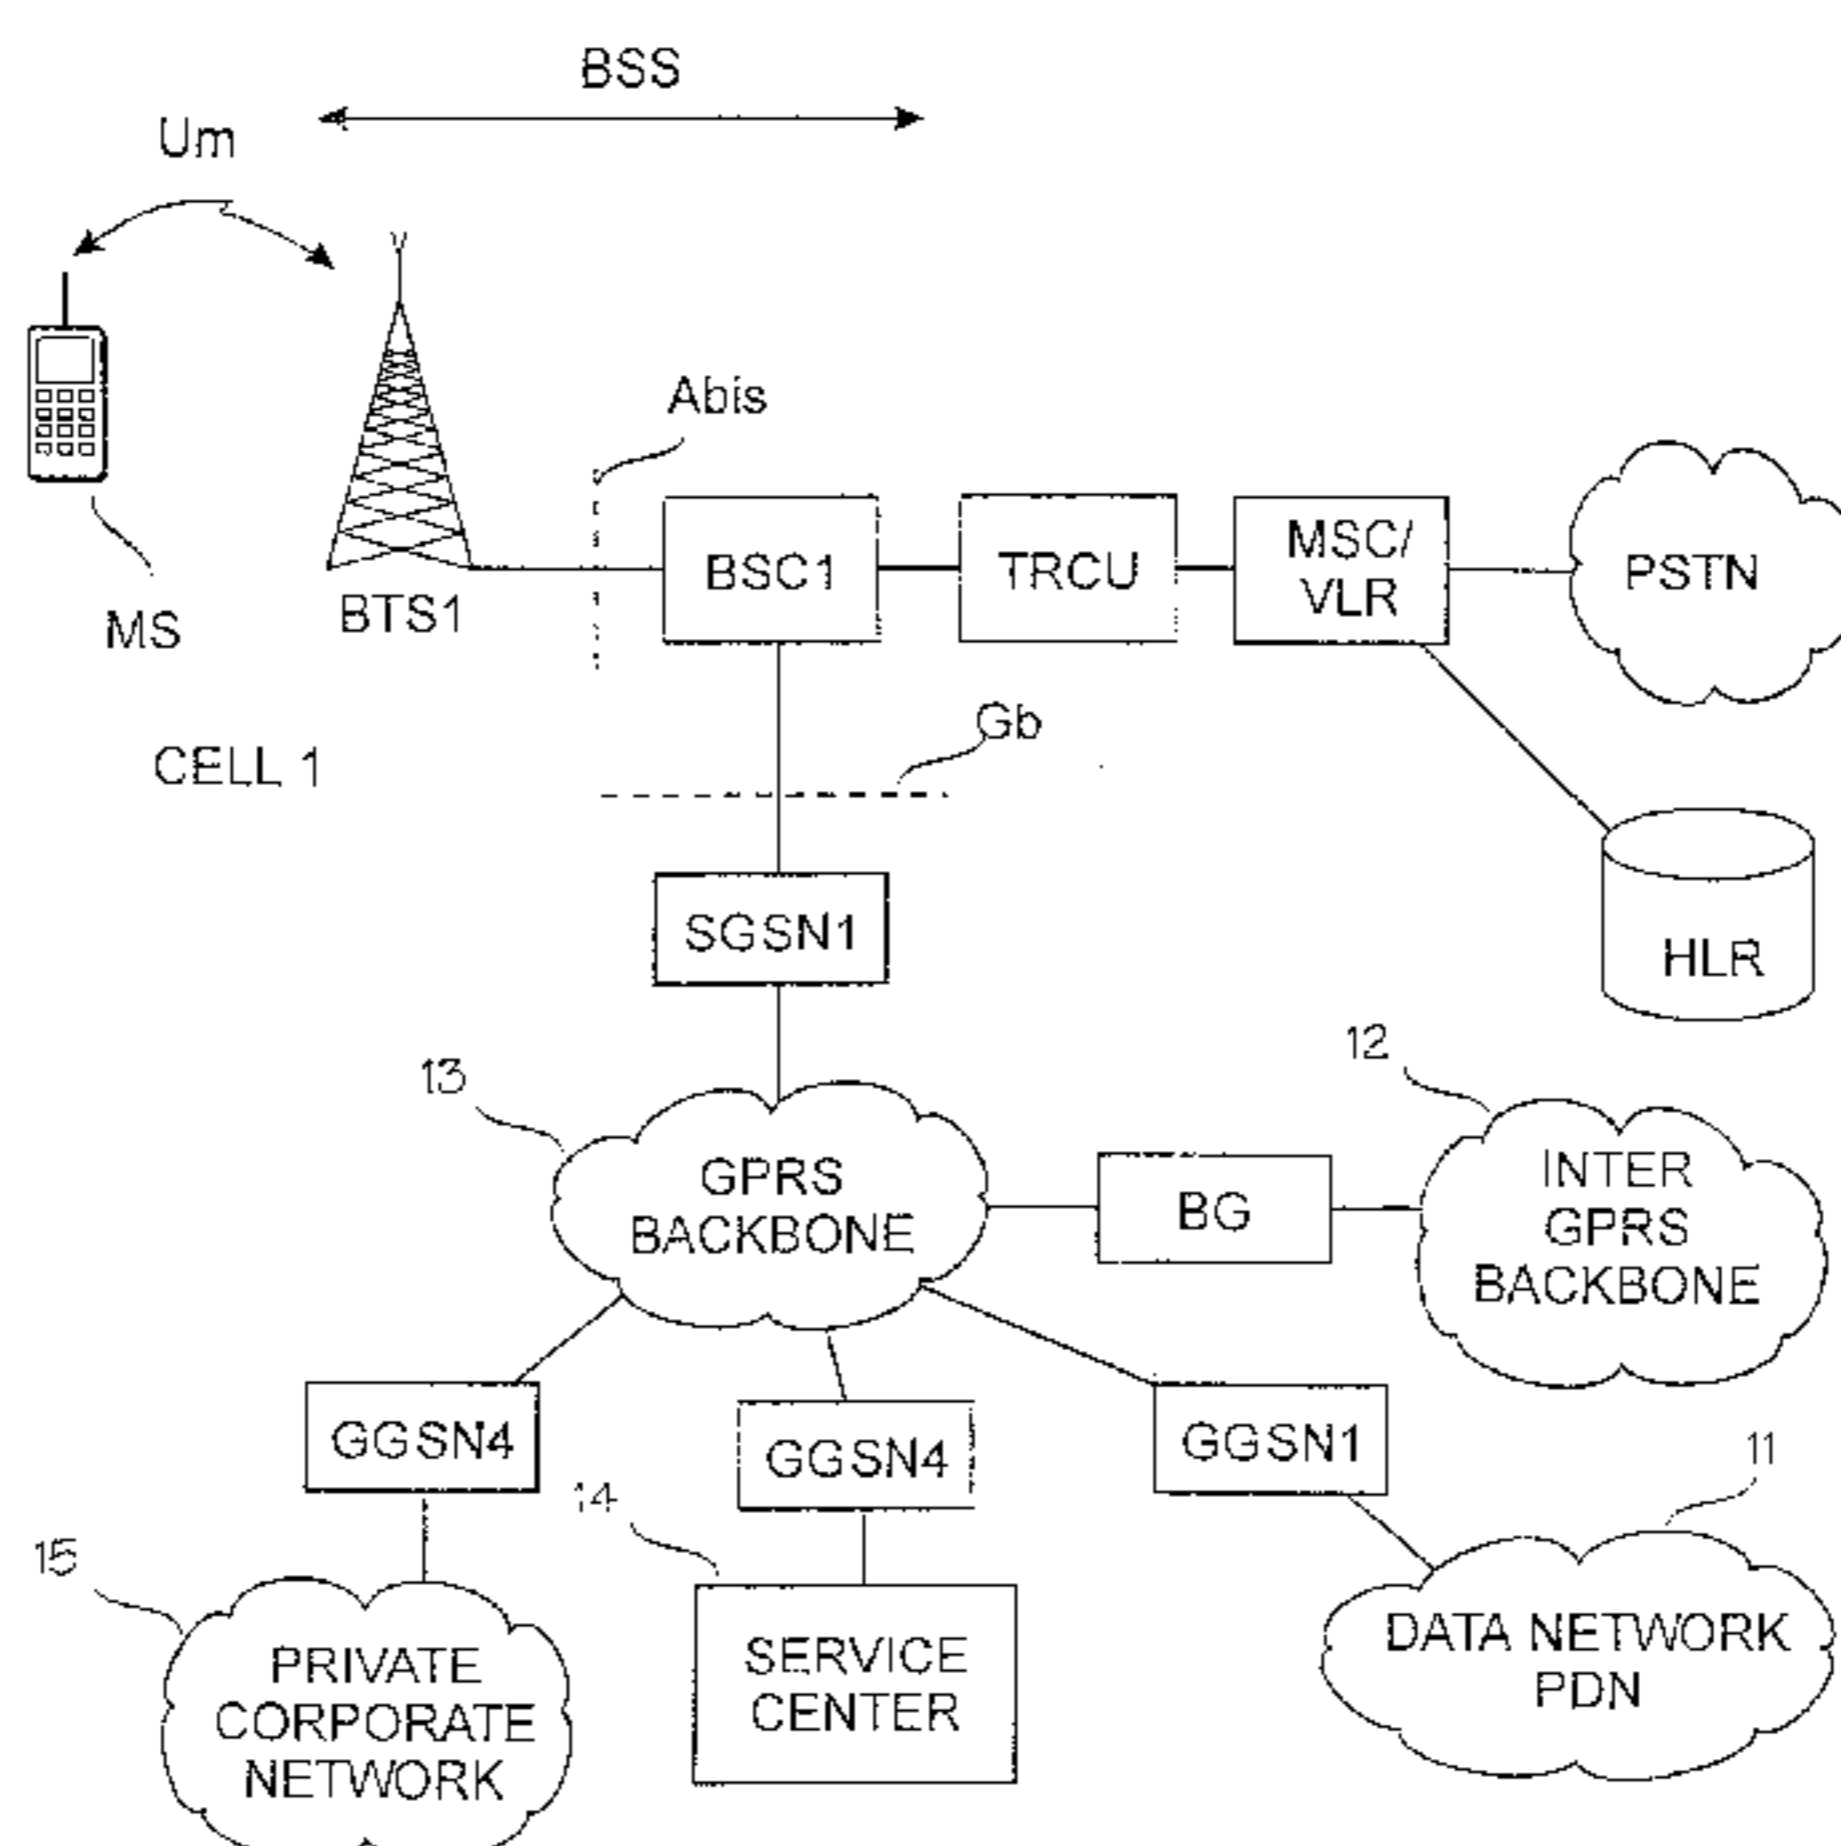 BSS
Um
Abis
MS
BTS1
BSC1
TRCU
MSC/
VLR
PSTN
Gb
CELL 1
SGSN1
HLR
13
12
GPRS
BACKBONE
BG
INTER
GPRS
BACKBONE
GGSN4
GGSN4
GGSN1
11
14
15
PRIVATE
CORPORATE
NETWORK
SERVICE
CENTER
DATA NETWORK
PDN